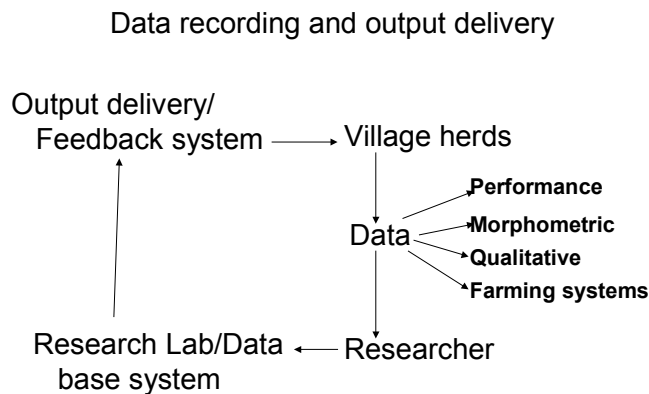 Data recording and output delivery
Output delivery/
Feedback system
Village herds
Performance
Morphometric
Data
Qualitative
Farming systems
Research Lab/Data
base system
Researcher